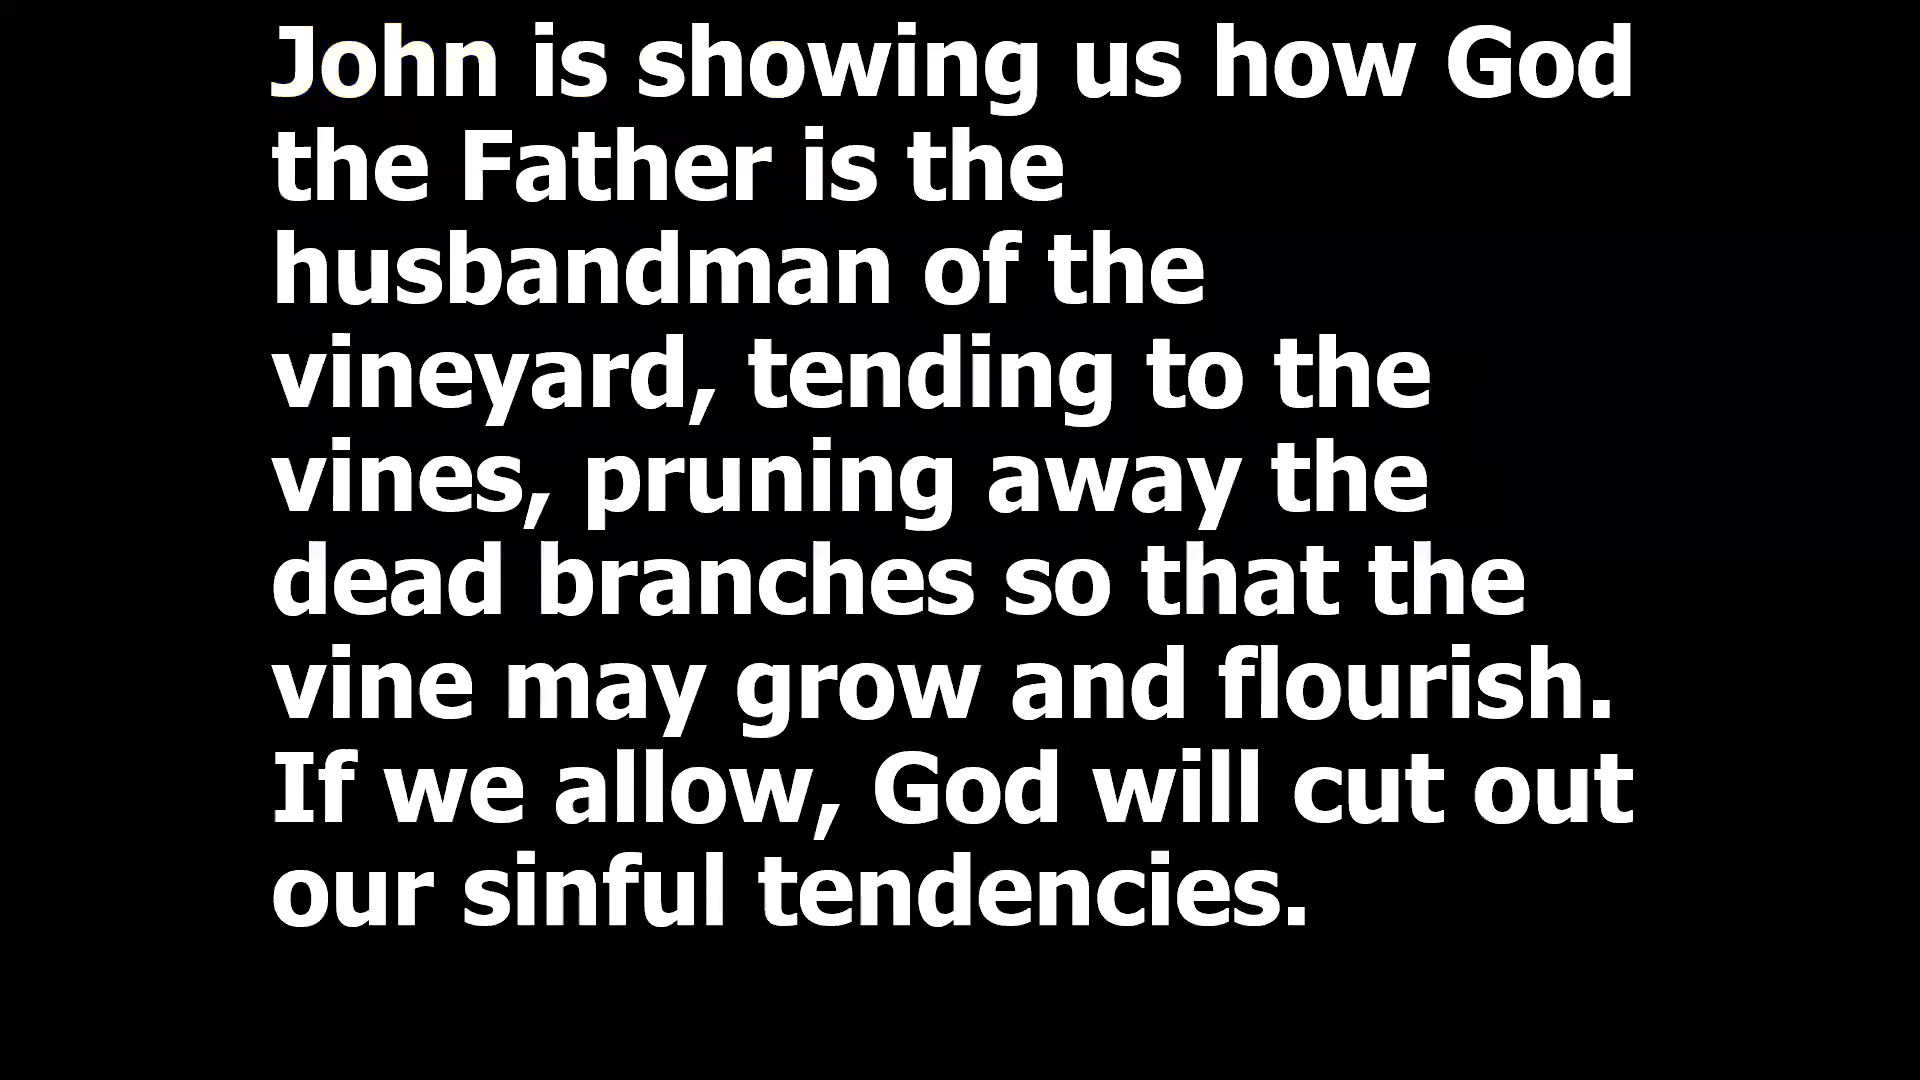 John is showing us how God
the Father is the
husbandman of the
vineyard, tending to the
vines, pruning away the
dead branches so that the
vine may grow and flourish.
If we allow, God will cut out
our sinful tendencies.